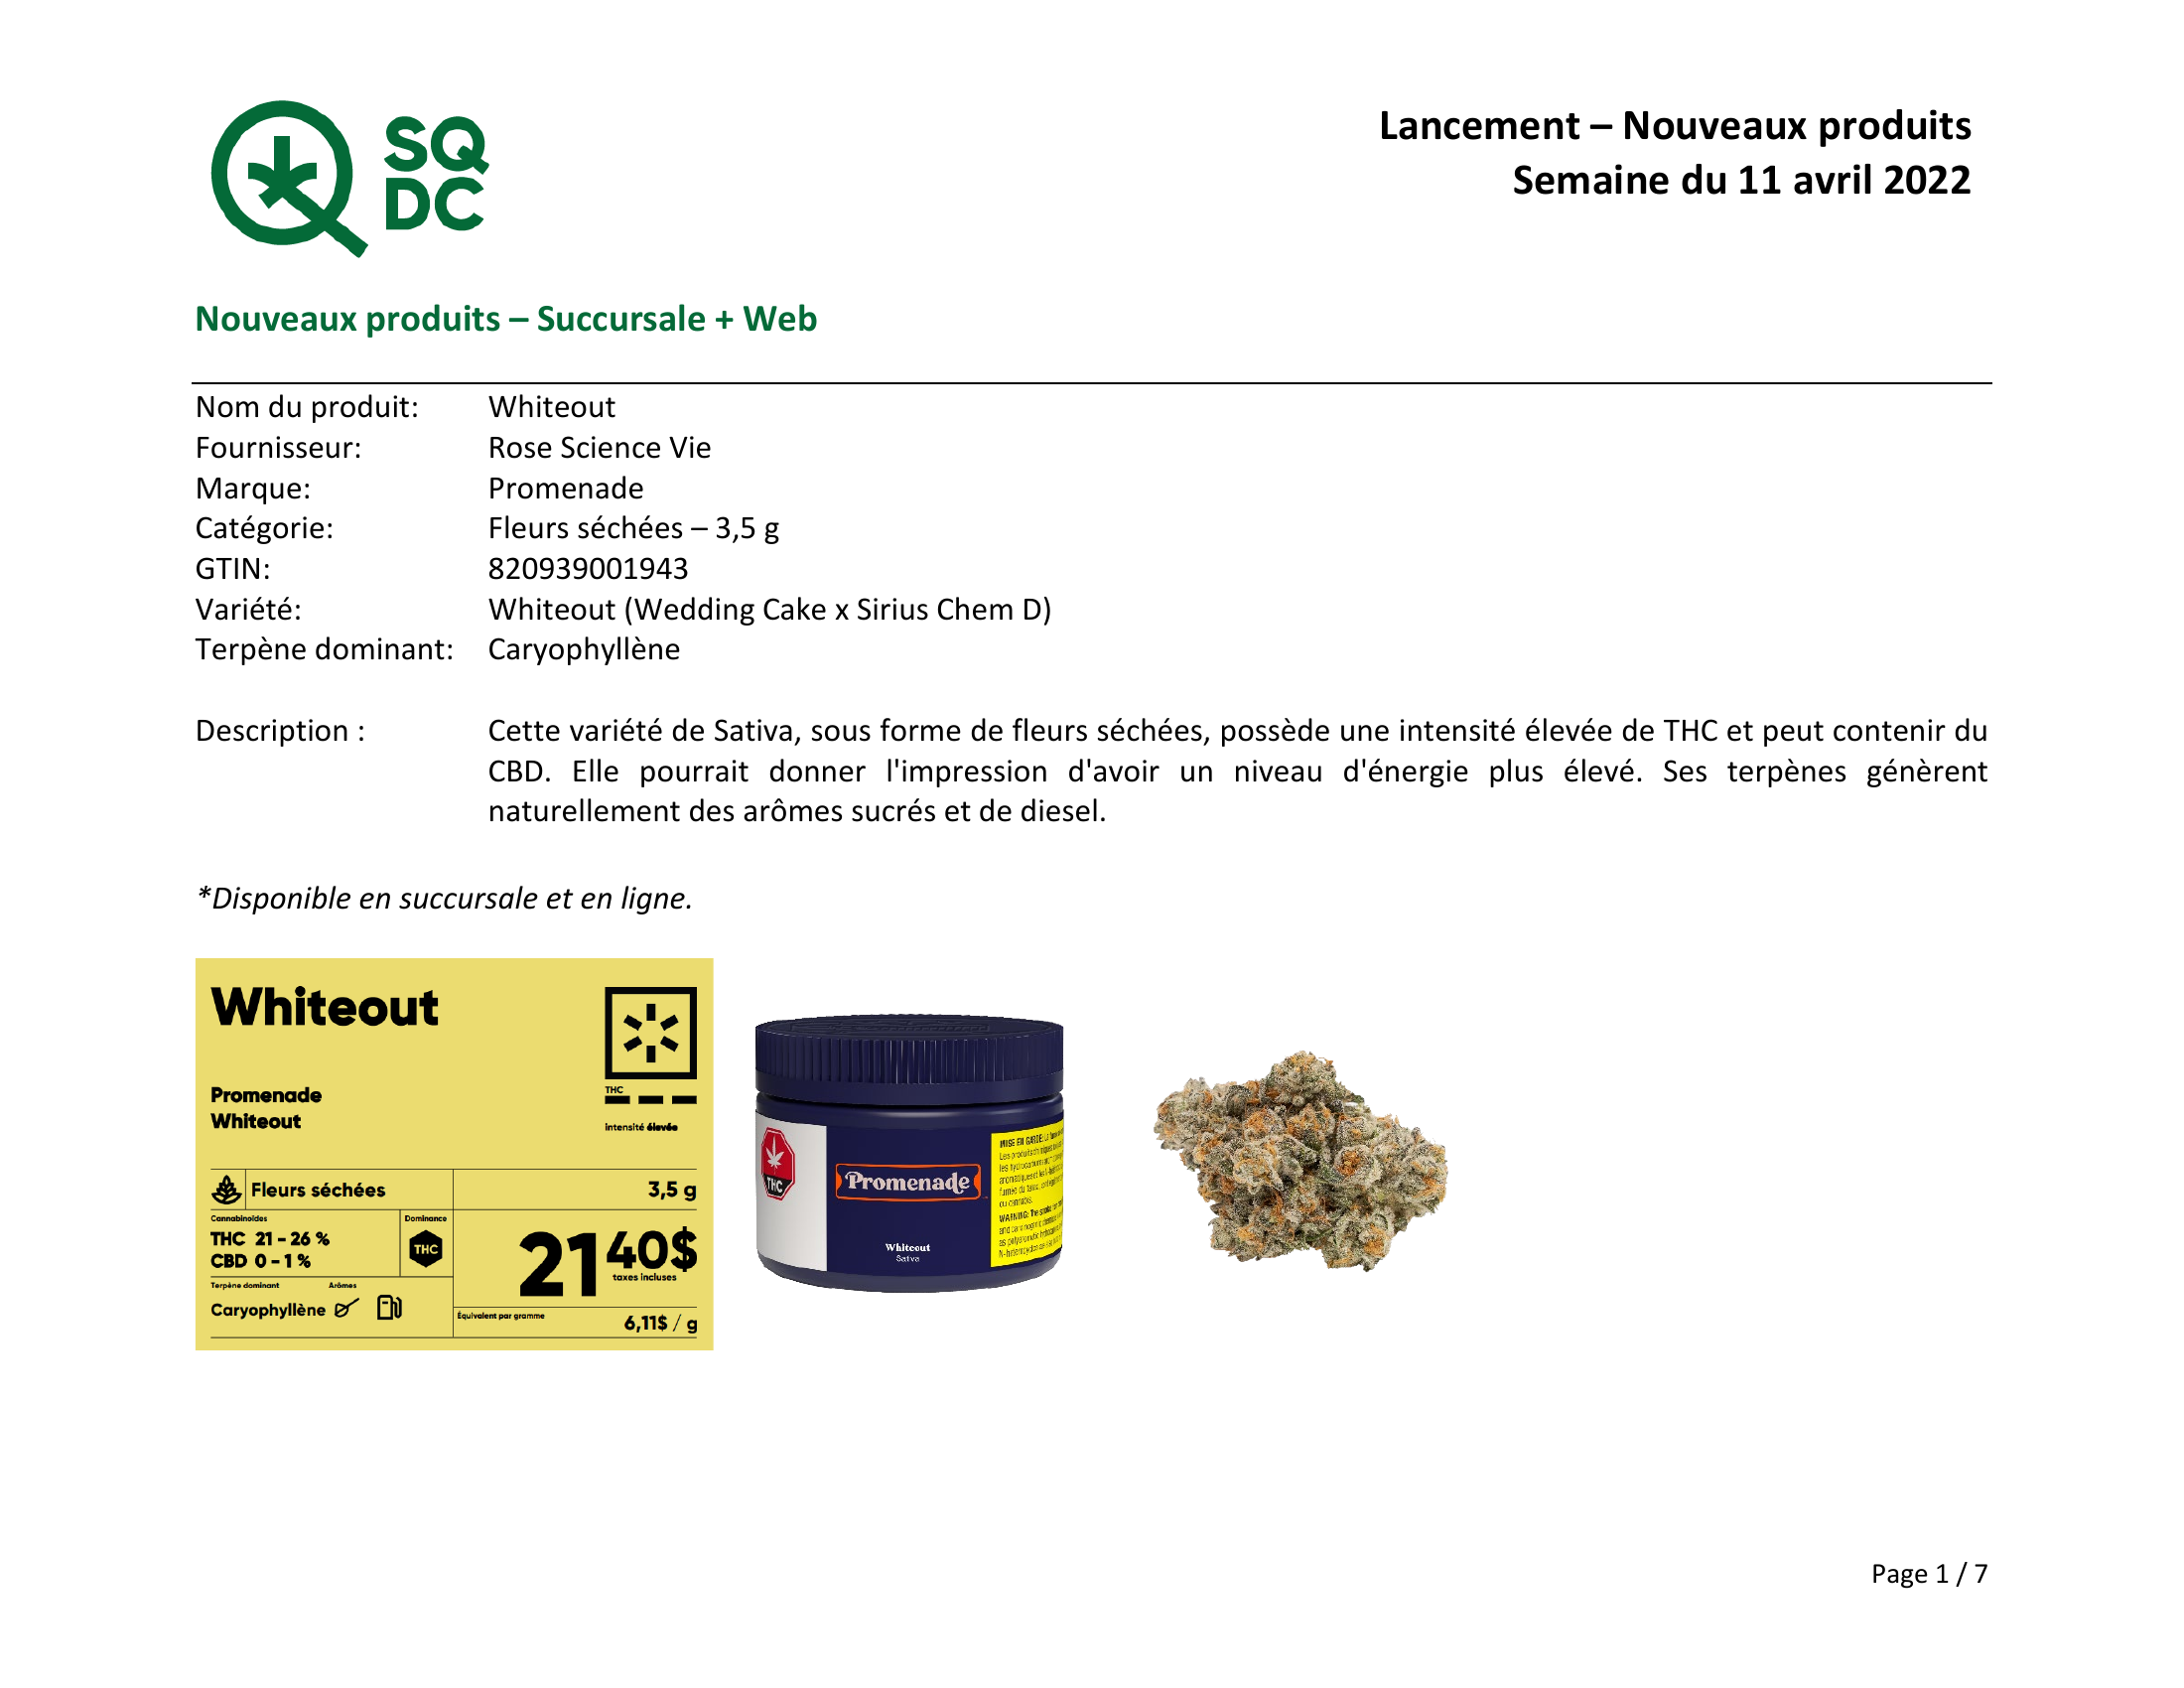 SQ
DC
Lancement – Nouveaux produits
Semaine du 11 avril 2022
Nouveaux produits – Succursale + Web
Nom du produit: Whiteout
Fournisseur: Rose Science Vie
Marque: Promenade
Catégorie: Fleurs séchées – 3,5 g
GTIN: 820939001943
Variété: Whiteout (Wedding Cake x Sirius Chem D)
Terpène dominant: Caryophyllène
Description : Cette variété de Sativa, sous forme de fleurs séchées, possède une intensité élevée de THC et peut contenir du
CBD. Elle pourrait donner l'impression d'avoir un niveau d'énergie plus élevé. Ses terpènes génèrent
naturellement des arômes sucrés et de diesel.
*Disponible en succursale et en ligne.
Whiteout
THC
intensité élevée
Promenade
Whiteout
Fleurs séchées 3,5 g
Cannabinoïdes Dominance
THC 21 - 26 %
CBD 0 - 1 %
THC
21 40$
taxes incluses
Terpène dominant Arômes
Caryophyllène
Équivalent par gramme
6,11$ / g
THC
Promenade
Whiteout
Sativa
MISE EN GARDE:
Les produits
WARNING: The smoke
Page 1 / 7